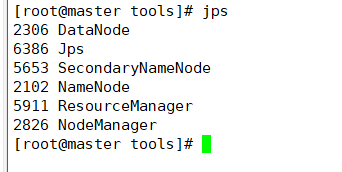 [root@master tools]# jps
2306 DataNode
6386 Jps
5653 SecondaryNameNode
2102 NameNode
5911 ResourceManager
2826 NodeManager
[root@master tools]#